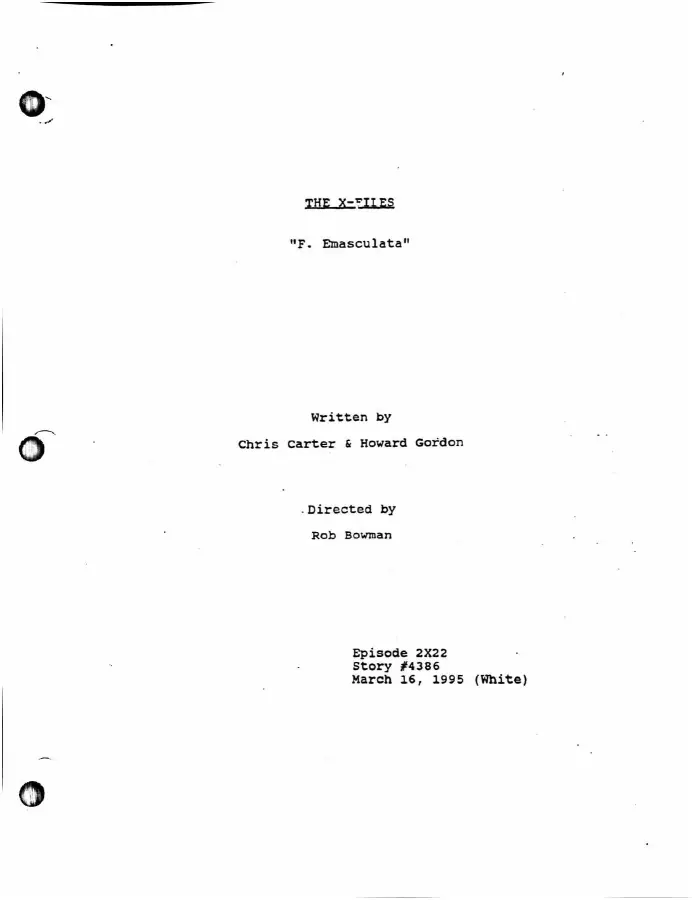 THE X-FILES
"F. Emasculata"
Written by
Chris Carter & Howard Gordon
Directed by
Rob Bowman
Episode 2X22
Story #4386
March 16, 1995 (White)